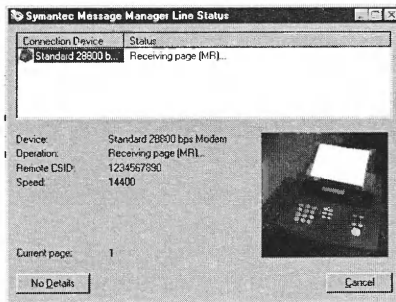 Symantec Message Manager Line Status
Connection Device Status
Standard 28800 b... Receiving page (MR)...
Device: Standard 28800 bps Modem
Operation: Receiving page (MR)...
Remote CSID: 1234567890
Speed: 14400
Current page: 1
No Details Cancel